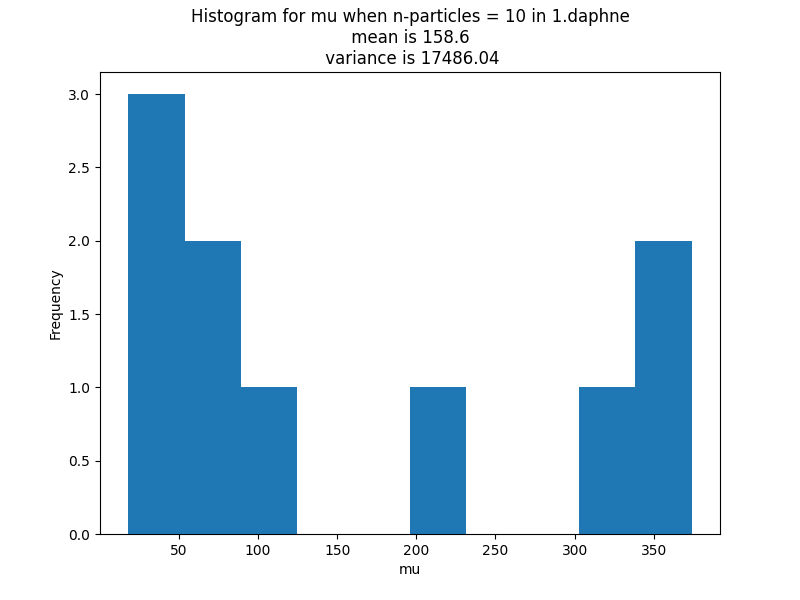 Histogram for mu when n-particles = 10 in 1.daphne
mean is 158.6
variance is 17486.04
3.0
2.5
2.0
1.5
1.0
0.5
0.0
Frequency
50 100 150 200 250 300 350
mu